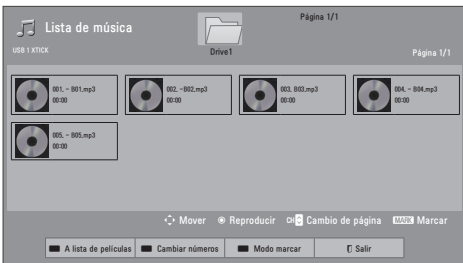 Lista de música
Página 1/1
USB 1 XTICK
Drive1
Página 1/1
001, - B01,mp3
00:00
002, -B02,mp3
00:00
003, B03,mp3
00:00
004, - B04,mp3
00:00
005, - B05,mp3
00:00
Mover
Reproducir
CH Cambio de página
MARK Marcar
A lista de películas
Cambiar números
Modo marcar
Salir